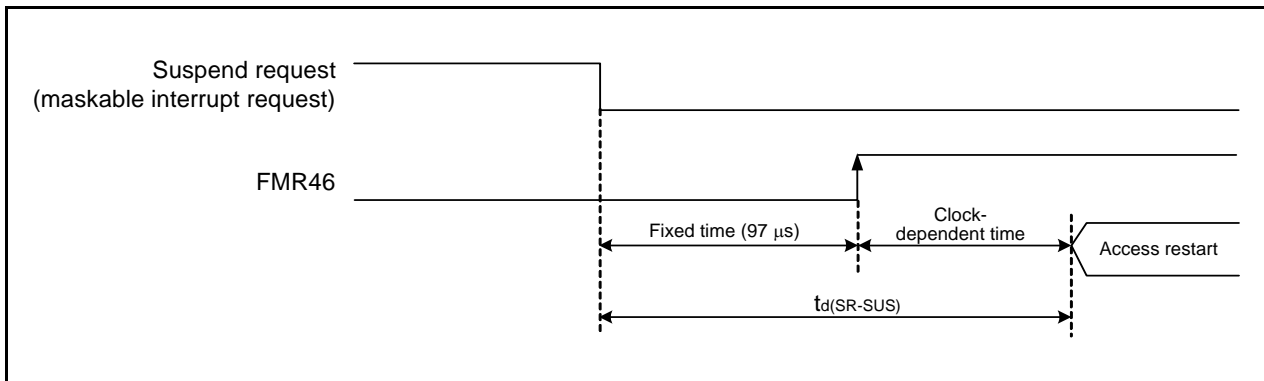 Suspend request
(maskable interrupt request)
FMR46
Fixed time (97 μs)
Clock-
dependent time
Access restart
td(SR-SUS)